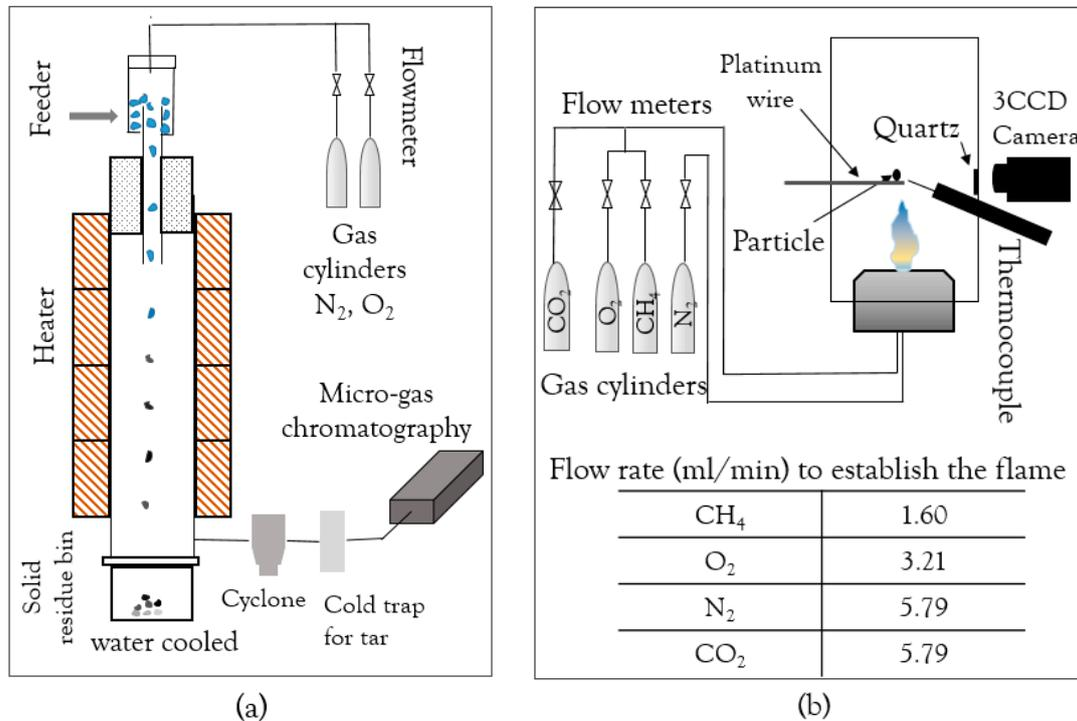 Feeder
Flowmeter
Gas
cylinders
N₂, O₂
Heater
Micro-gas
chromatography
Solid
residue bin
Cyclone
Cold trap
for tar
water cooled
(a)
Platinum
wire
Flow meters
3CCD
Camera
Quartz
Particle
Thermocouple
CO₂
O₂
CH₄
N₂
Gas cylinders
Flow rate (ml/min) to establish the flame
CH₄ 1.60
O₂ 3.21
N₂ 5.79
CO₂ 5.79
(b)